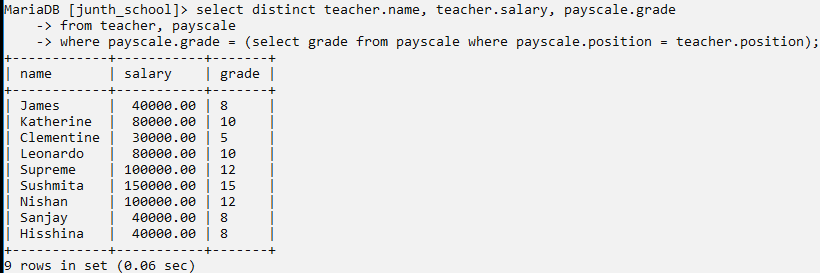 MariaDB [junth_school]> select distinct teacher.name, teacher.salary, payscale.grade
    -> from teacher, payscale
    -> where payscale.grade = (select grade from payscale where payscale.position = teacher.position);
+------------+-----------+-------+
| name       | salary    | grade |
+------------+-----------+-------+
| James      |  40000.00 | 8     |
| Katherine  |  80000.00 | 10    |
| Clementine |  30000.00 | 5     |
| Leonardo   |  80000.00 | 10    |
| Supreme    | 100000.00 | 12    |
| Sushmita   | 150000.00 | 15    |
| Nishan     | 100000.00 | 12    |
| Sanjay     |  40000.00 | 8     |
| Hisshina   |  40000.00 | 8     |
+------------+-----------+-------+
9 rows in set (0.06 sec)